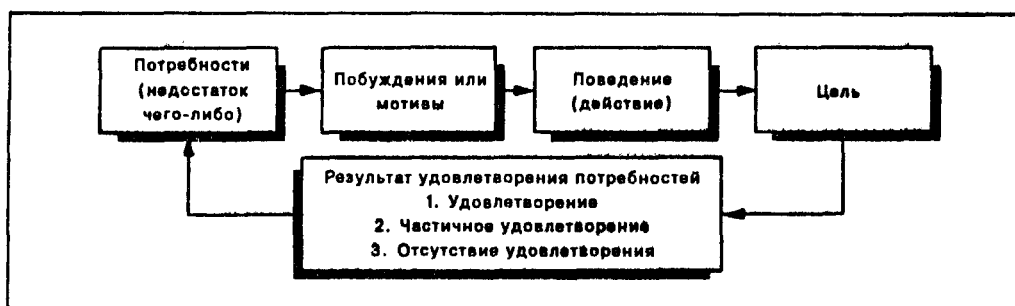 Потребности
(недостаток
чего-либо)
Побуждения или
мотивы
Поведение
(действие)
Цель
Результат удовлетворения потребностей
1. Удовлетворение
2. Частичное удовлетворение
3. Отсутствие удовлетворения